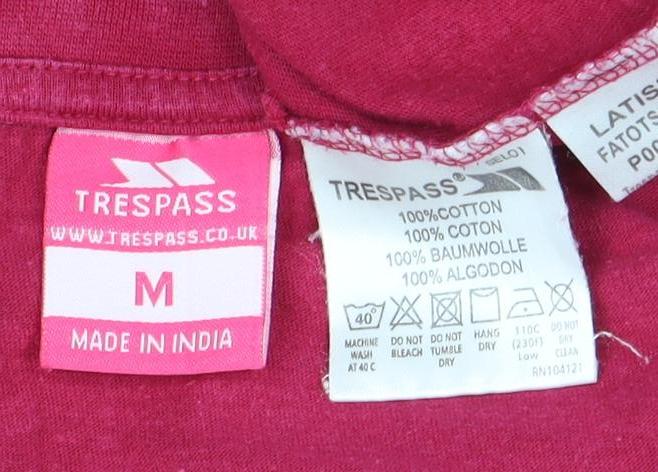 TRESPASS
WWW.TRESPASS.CO.UK
M
MADE IN INDIA
SELO1
TRESPASS®
100%COTTON
100% COTON
100% BAUMWOLLE
100% ALGODON
40°
MACHINE WASH AT 40 C
DO NOT BLEACH
DO NOT TUMBLE DRY
HANG DRY
110C (230f) Low
DO NOT DRY CLEAN
RN104121
LATIS
FATOTS
P00